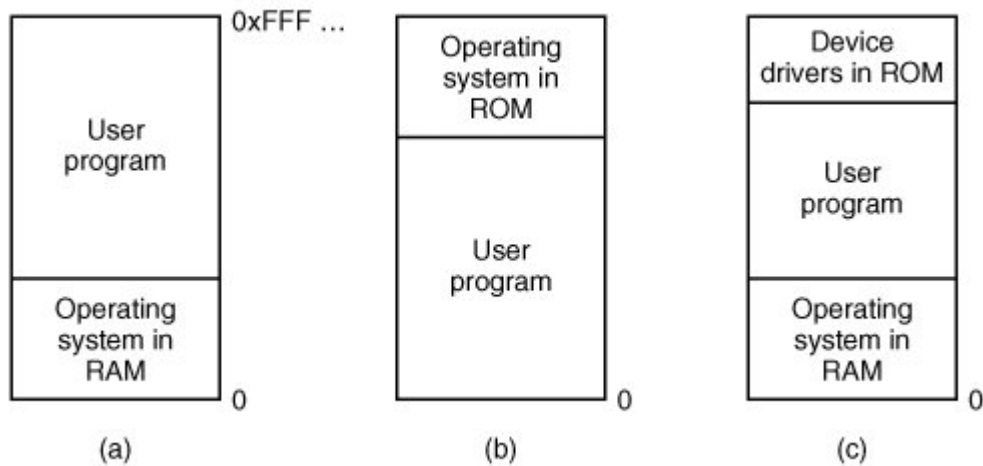 0xFFF ...
User
program
Operating
system in
RAM
0
(a)
Operating
system in
ROM
User
program
0
(b)
Device
drivers in ROM
User
program
Operating
system in
RAM
0
(c)